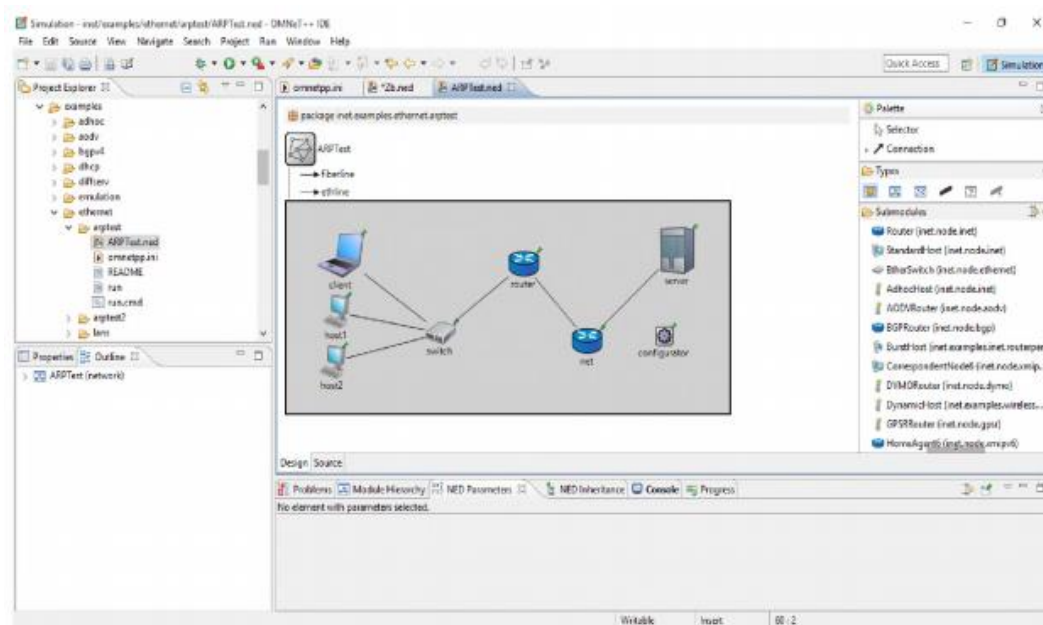 Simulation - inet/examples/ethernet/arptest/ARPTest.ned - OMNeT++ IDE
File Edit Source View Navigate Search Project Run Window Help
Quick Access
Simulation
Project Explorer
examples
adhoc
aodv
bgpv4
dhcp
diffserv
emulation
ethernet
arptest
ARPTest.ned
omnetpp.ini
README
run
run.cmd
arptest2
lans
Properties Outline
ARPTest (network)
omnetpp.ini *Zb.ned ARPTest.ned
package inet.examples.ethernet.arptest
ARPTest
fiberline
ethline
client
host1
host2
switch
router
net
server
configurator
Design Source
Palette
Selector
Connection
Types
Submodules
Router (inet.node.inet)
StandardHost (inet.node.inet)
EtherSwitch (inet.node.ethernet)
AdhocHost (inet.node.inet)
AODVRouter (inet.node.aodv)
BGPRouter (inet.node.bgp)
BurstHost (inet.examples.inet.routerper
CorrespondentNode6 (inet.node.xmip.
DYMORouter (inet.node.dymo)
DynamicHost (inet.examples.wireless...
GPSRRouter (inet.node.gpsr)
HomeAgent6 (inet.node.xmipv6)
Problems Module Hierarchy NED Parameters NED Inheritance Console Progress
No element with parameters selected.
Writable Insert 60 : 2